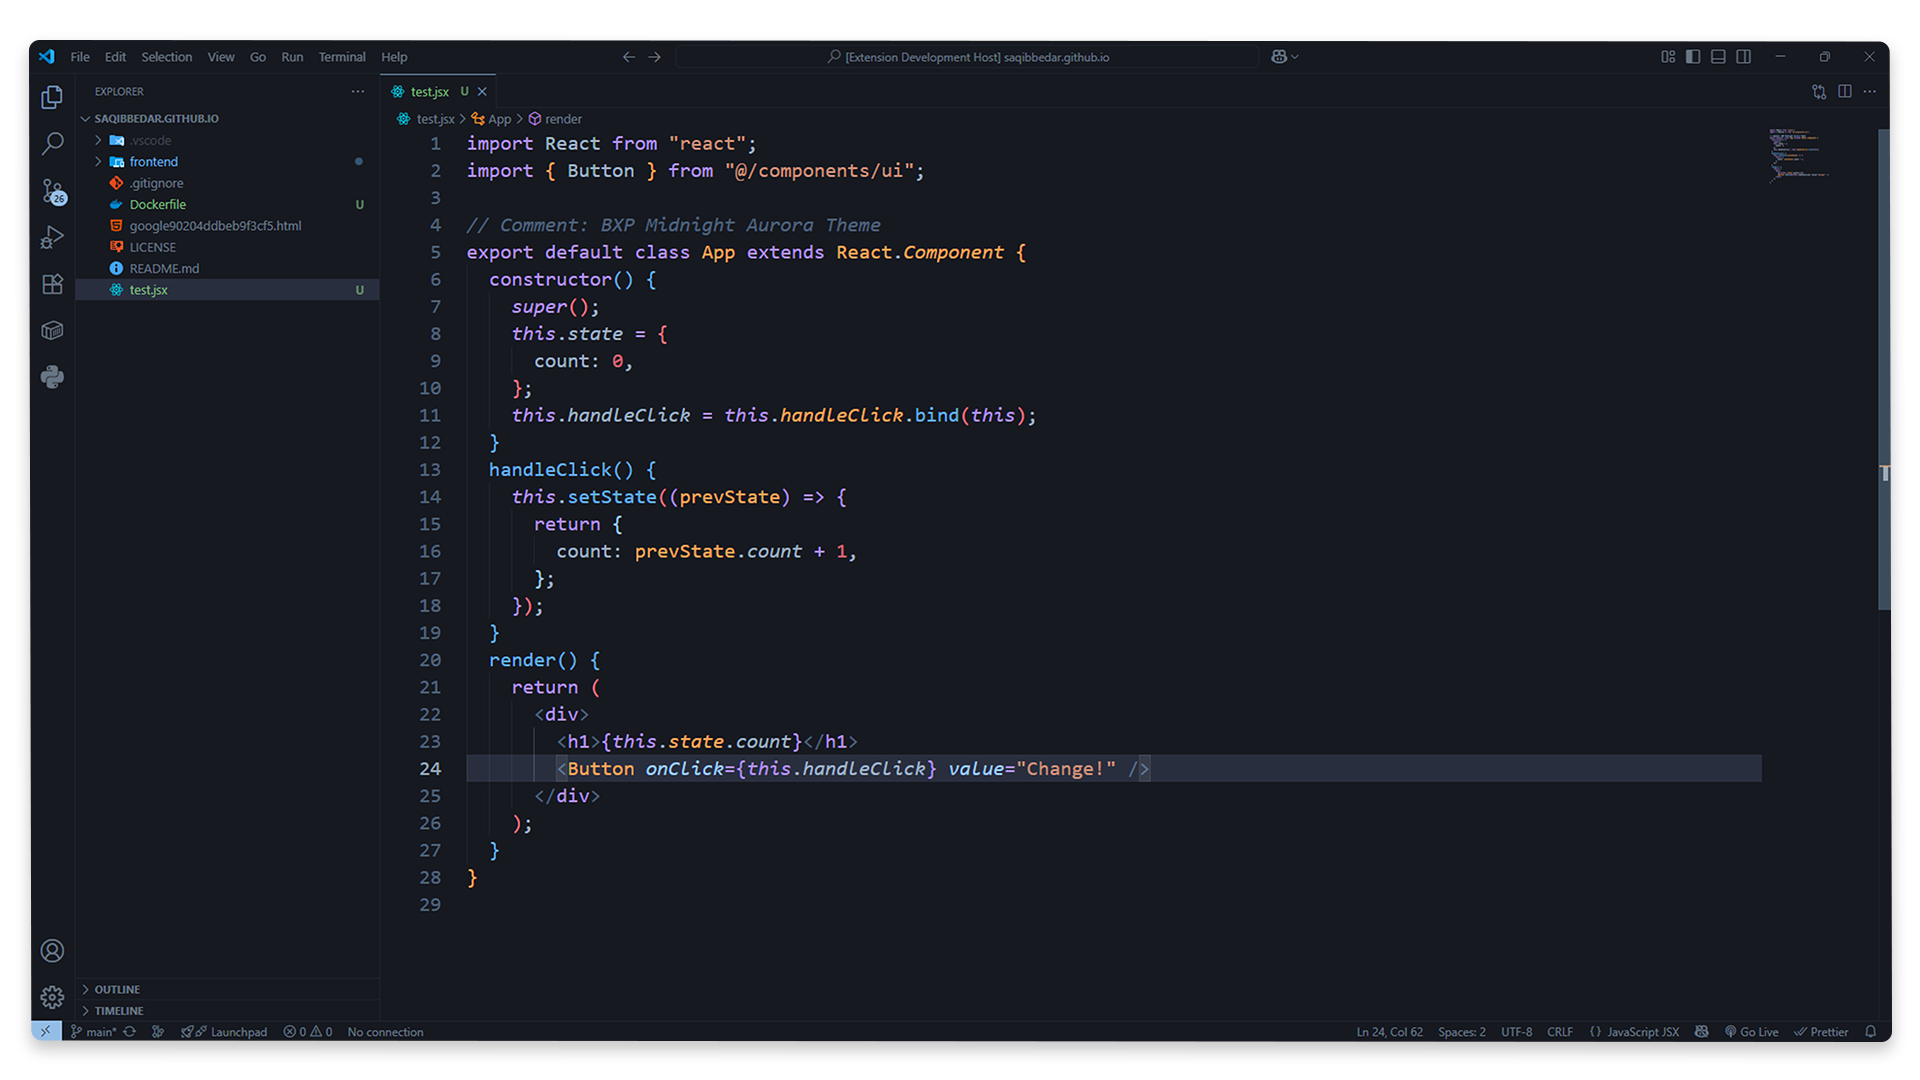 File Edit Selection View Go Run Terminal Help
[Extension Development Host] saqibbedar.github.io
EXPLORER
SAQIBBEDAR.GITHUB.IO
.vscode
frontend
.gitignore
Dockerfile U
google90204ddbeb9f3cf5.html
LICENSE
README.md
test.jsx U
26
OUTLINE
TIMELINE
test.jsx U
test.jsx > App > render
1 import React from "react";
2 import { Button } from "@/components/ui";
3
4 // Comment: BXP Midnight Aurora Theme
5 export default class App extends React.Component {
6 constructor() {
7 super();
8 this.state = {
9 count: 0,
10 };
11 this.handleClick = this.handleClick.bind(this);
12 }
13 handleClick() {
14 this.setState((prevState) => {
15 return {
16 count: prevState.count + 1,
17 };
18 });
19 }
20 render() {
21 return (
22 <div>
23 <h1>{this.state.count}</h1>
24 <Button onClick={this.handleClick} value="Change!" />
25 </div>
26 );
27 }
28 }
29
main* Launchpad 0 0 No connection
Ln 24, Col 62 Spaces: 2 UTF-8 CRLF {} JavaScript JSX Go Live Prettier